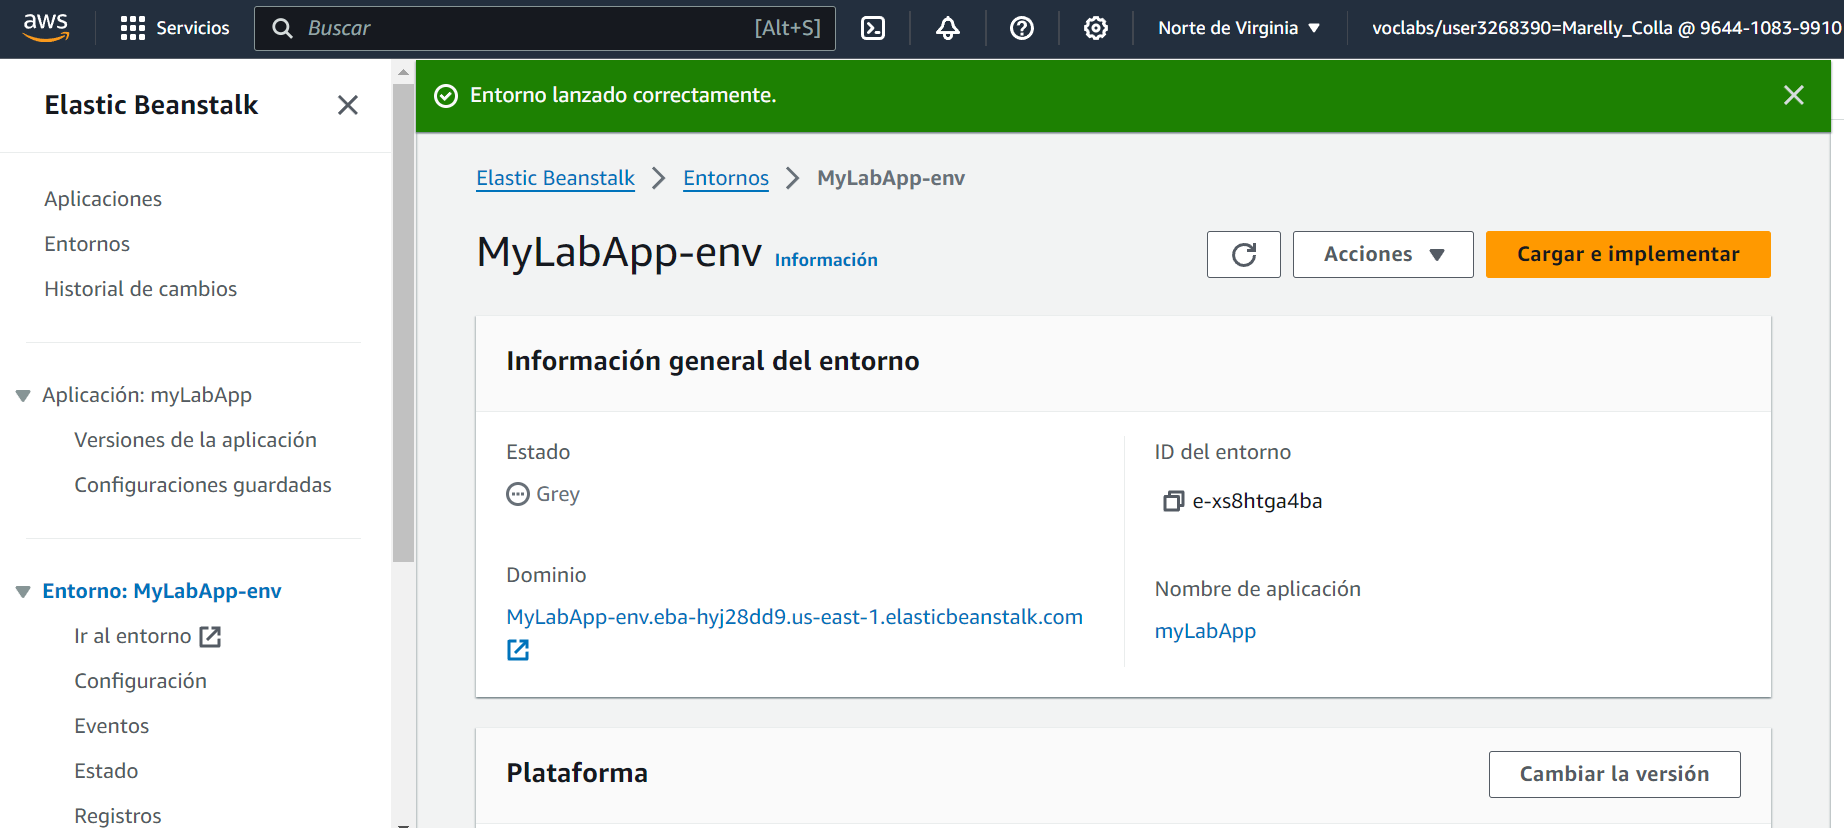 aws
Servicios
Buscar
[Alt+S]
Norte de Virginia
voclabs/user3268390=Marelly_Colla @ 9644-1083-9910
Elastic Beanstalk
Aplicaciones
Entornos
Historial de cambios
Aplicación: myLabApp
Versiones de la aplicación
Configuraciones guardadas
Entorno: MyLabApp-env
Ir al entorno
Configuración
Eventos
Estado
Registros
Entorno lanzado correctamente.
Elastic Beanstalk
Entornos
MyLabApp-env
MyLabApp-env Información
Acciones
Cargar e implementar
Información general del entorno
Estado
Grey
Dominio
MyLabApp-env.eba-hyj28dd9.us-east-1.elasticbeanstalk.com
ID del entorno
e-xs8htga4ba
Nombre de aplicación
myLabApp
Plataforma
Cambiar la versión